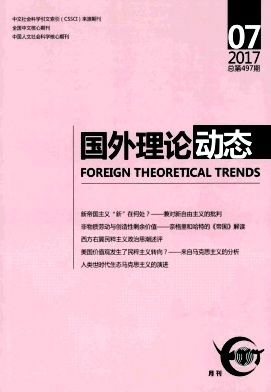 中文社会科学引文索引（CSSCI）来源期刊
全国中文核心期刊
中国人文社会科学核心期刊
07
2017
总第497期
国外理论动态
FOREIGN THEORETICAL TRENDS
新帝国主义“新”在何处？——兼对新自由主义的批判
非物质劳动与创造性剩余价值——奈格里和哈特的《帝国》解读
西方右翼民粹主义政治思潮述评
美国价值观发生了民粹主义转向？——来自马克思主义的分析
人类世时代生态马克思主义的演进
月刊